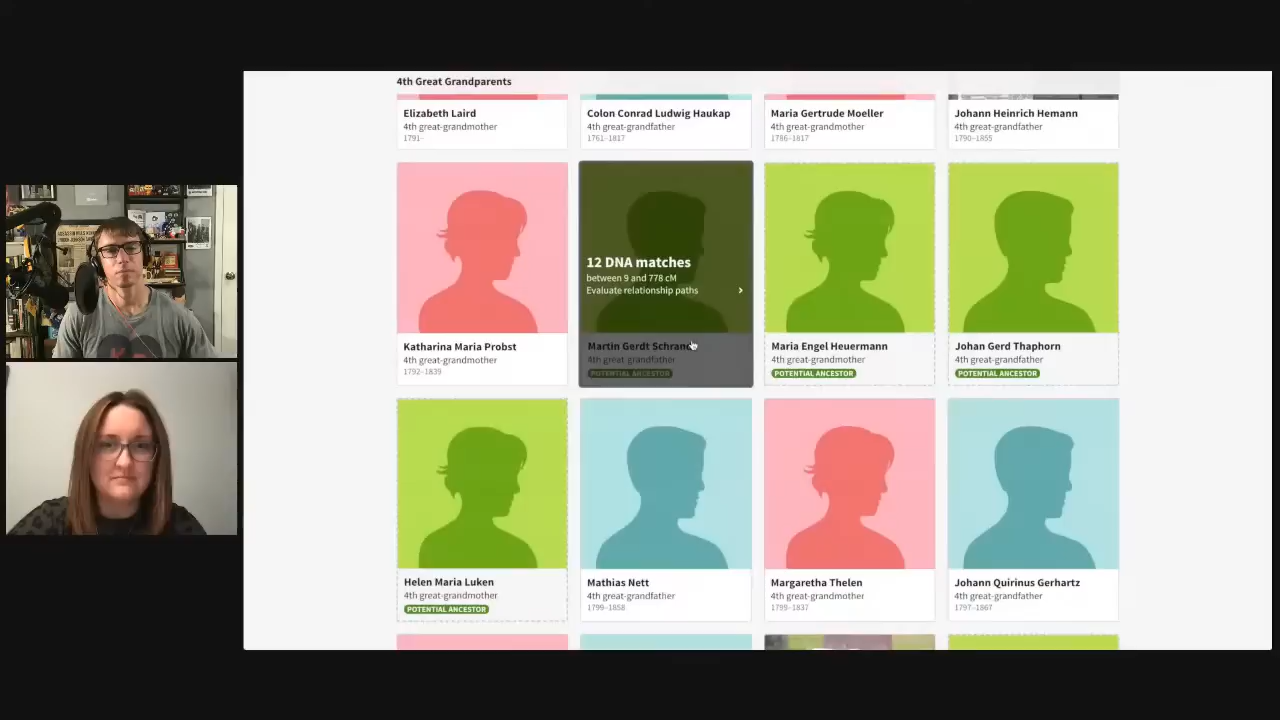 4th Great Grandparents
Elizabeth Laird
4th great-grandmother
1791-
Colon Conrad Ludwig Haukap
4th great-grandfather
1761-1817
Maria Gertrude Moeller
4th great-grandmother
1786-1817
Johann Heinrich Hemann
4th great-grandfather
1790-1855
Katharina Maria Probst
4th great-grandmother
1792-1839
12 DNA matches
between 9 and 778 cM
Evaluate relationship paths
Martin Gerdt
4th great-grandfather
POTENTIAL ANCESTOR
Maria Engel Heuermann
4th great-grandmother
POTENTIAL ANCESTOR
Johan Gerd Thaphorn
4th great-grandfather
POTENTIAL ANCESTOR
Helen Maria Luken
4th great-grandmother
POTENTIAL ANCESTOR
Mathias Nett
4th great-grandfather
1799-1858
Margaretha Thelen
4th great-grandmother
1799-1837
Johann Quirinus Gerhartz
4th great-grandfather
1797-1867